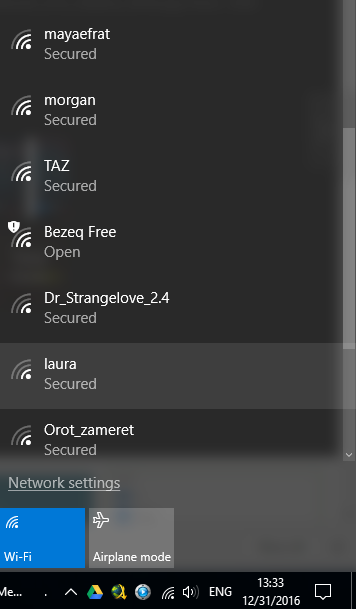 mayaefrat
Secured
morgan
Secured
TAZ
Secured
Bezeq Free
Open
Dr_Strangelove_2.4
Secured
laura
Secured
Orot_zameret
Secured
Network settings
Wi-Fi
Airplane mode
Me... . ENG 13:33
12/31/2016